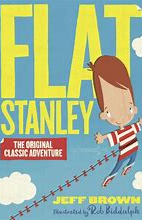 FLAT
STANLEY
THE ORIGINAL
CLASSIC ADVENTURE
JEFF BROWN
Illustrated by Rob Biddulph